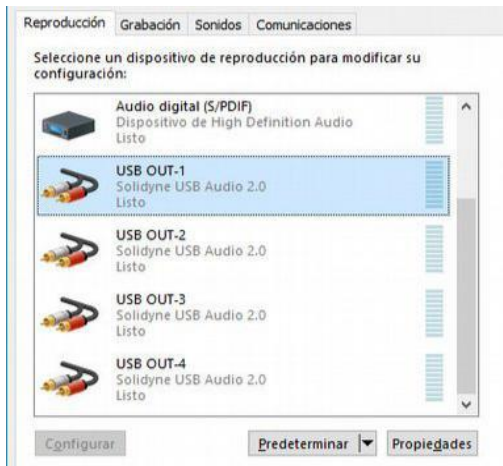 Reproducción Grabación Sonidos Comunicaciones
Seleccione un dispositivo de reproducción para modificar su
configuración:
Audio digital (S/PDIF)
Dispositivo de High Definition Audio
Listo
USB OUT-1
Solidyne USB Audio 2.0
Listo
USB OUT-2
Solidyne USB Audio 2.0
Listo
USB OUT-3
Solidyne USB Audio 2.0
Listo
USB OUT-4
Solidyne USB Audio 2.0
Listo
Configurar Predeterminar Propiedades